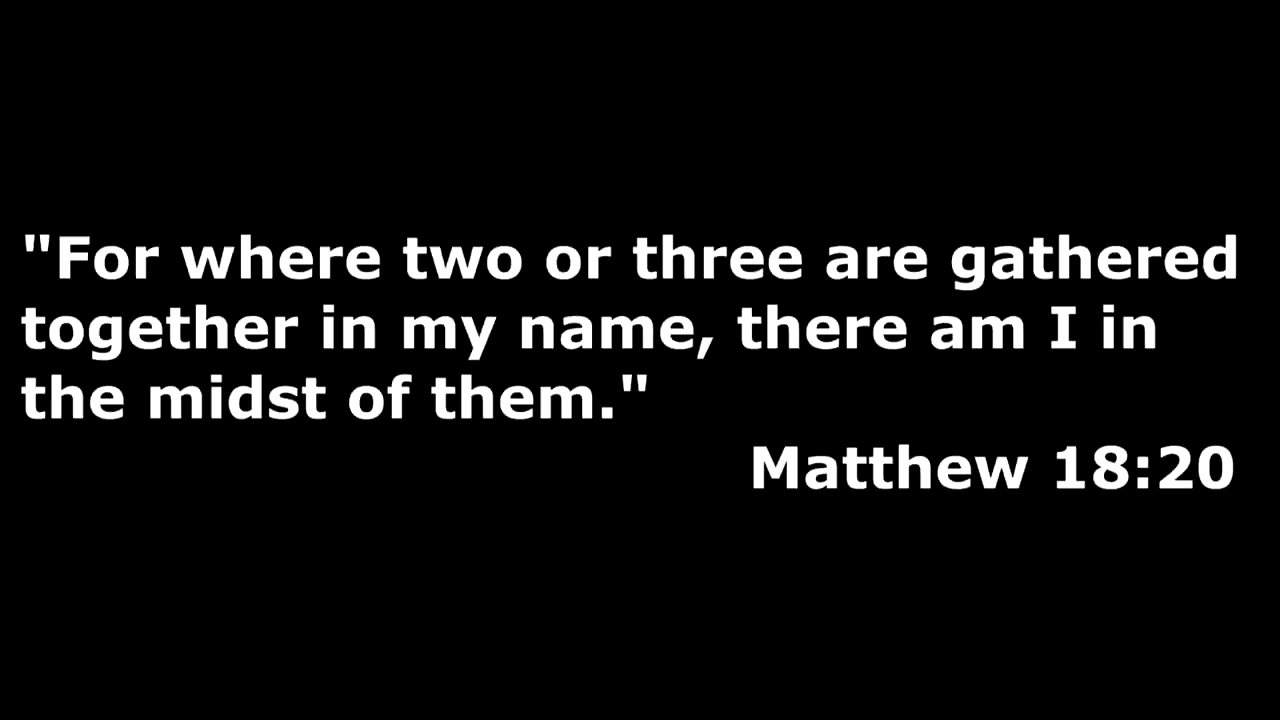 "For where two or three are gathered
together in my name, there am I in
the midst of them."
Matthew 18:20